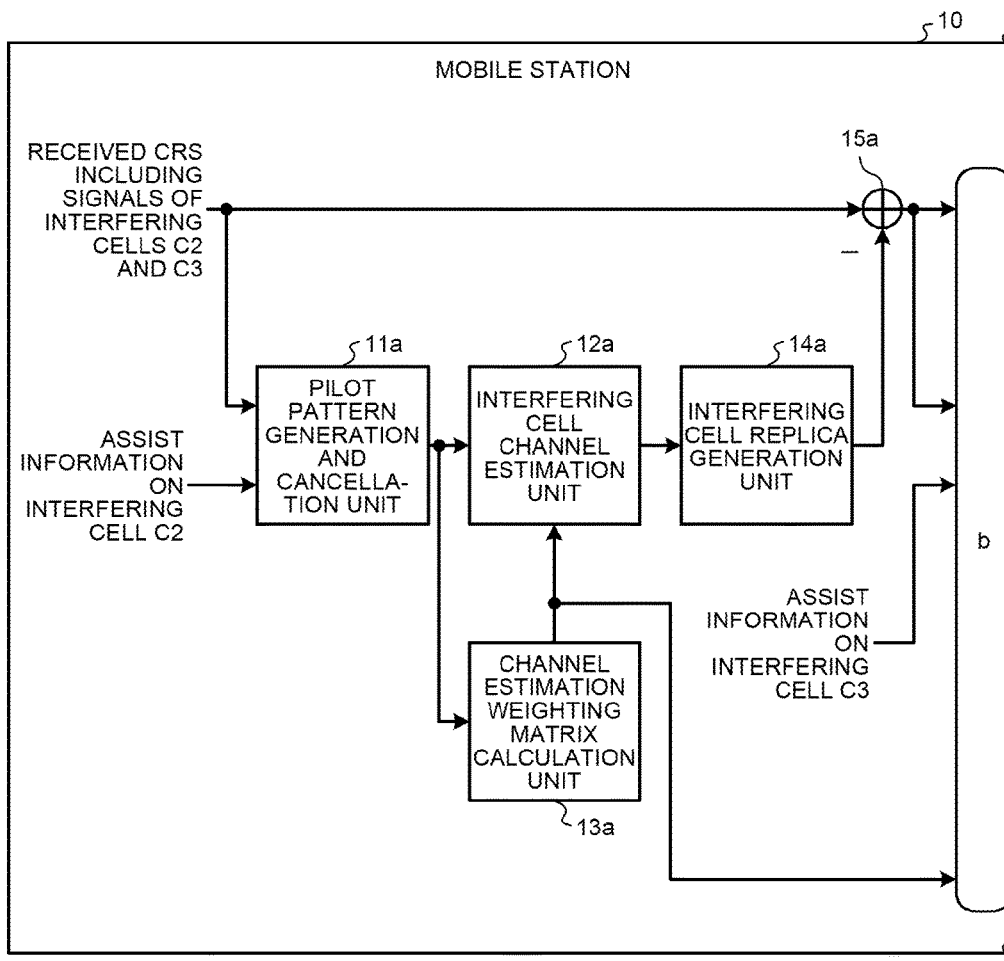 10
MOBILE STATION
15a
RECEIVED CRS
INCLUDING
SIGNALS OF
INTERFERING
CELLS C2
AND C3
−
11a
12a
14a
PILOT
PATTERN
GENERATION
AND
CANCELLA-
TION UNIT
INTERFERING
CELL
CHANNEL
ESTIMATION
UNIT
INTERFERING
CELL REPLICA
GENERATION
UNIT
ASSIST
INFORMATION
ON
INTERFERING
CELL C2
b
ASSIST
INFORMATION
ON
INTERFERING
CELL C3
CHANNEL
ESTIMATION
WEIGHTING
MATRIX
CALCULATION
UNIT
13a